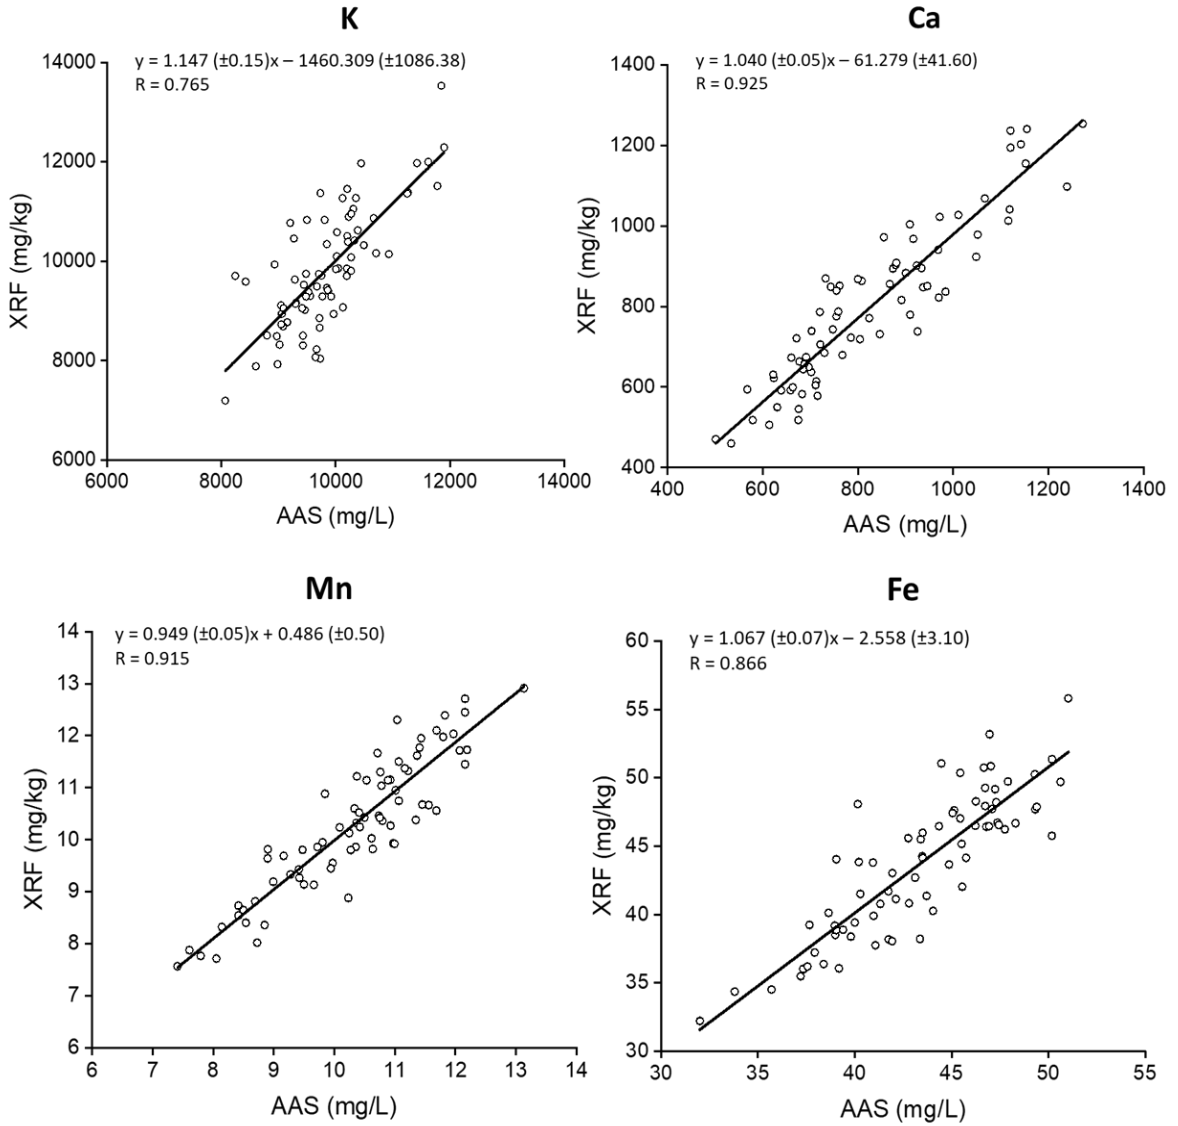 K
y = 1.147 (±0.15)x – 1460.309 (±1086.38)
R = 0.765
14000
12000
10000
8000
6000
XRF (mg/kg)
6000 8000 10000 12000 14000
AAS (mg/L)
Ca
y = 1.040 (±0.05)x – 61.279 (±41.60)
R = 0.925
1400
1200
1000
800
600
400
XRF (mg/kg)
400 600 800 1000 1200 1400
AAS (mg/L)
Mn
y = 0.949 (±0.05)x + 0.486 (±0.50)
R = 0.915
14
13
12
11
10
9
8
7
6
XRF (mg/kg)
6 7 8 9 10 11 12 13 14
AAS (mg/L)
Fe
y = 1.067 (±0.07)x – 2.558 (±3.10)
R = 0.866
60
55
50
45
40
35
30
XRF (mg/kg)
30 35 40 45 50 55
AAS (mg/L)